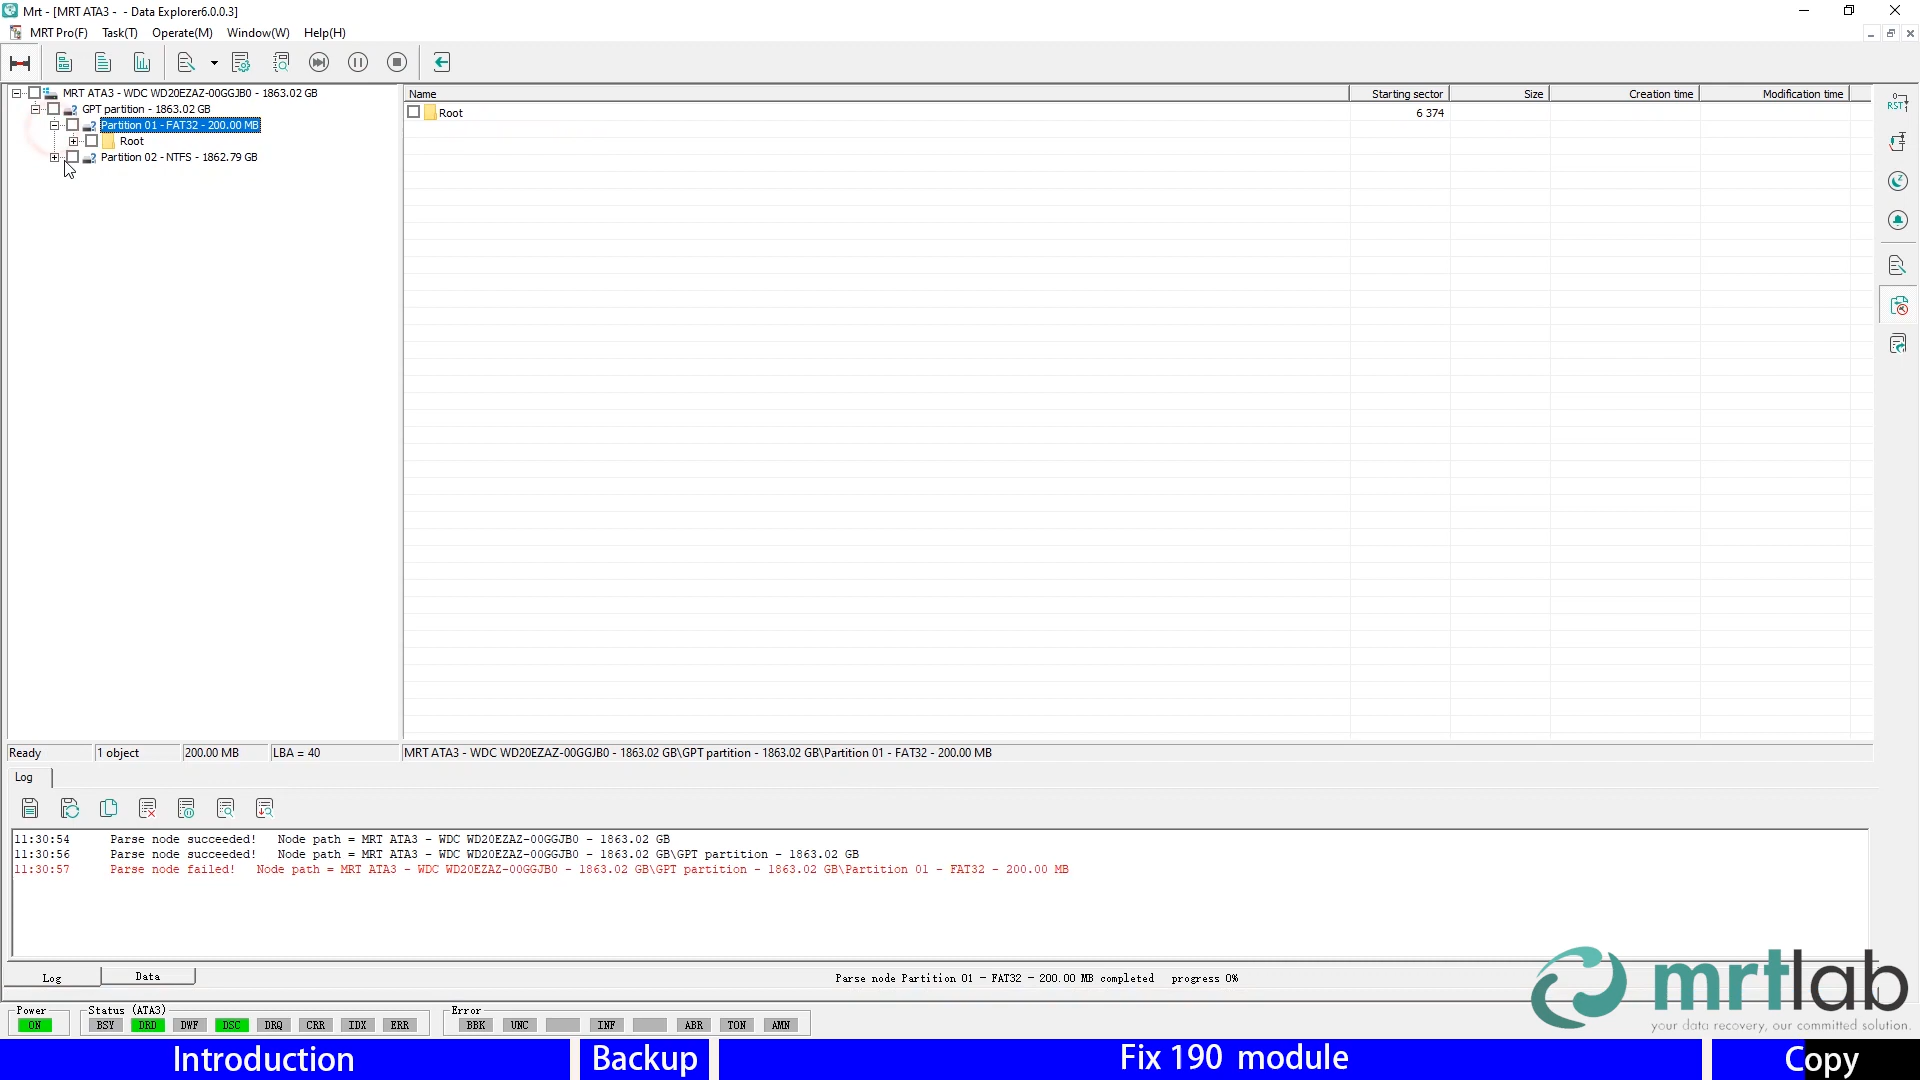 Mrt - [MRT ATA3 -  - Data Explorer6.0.0.3]
MRT Pro(F) Task(T) Operate(M) Window(W) Help(H)
MRT ATA3 - WDC WD20EZAZ-00GGJB0 - 1863.02 GB
GPT partition - 1863.02 GB
Partition 01 - FAT32 - 200.00 MB
Root
Partition 02 - NTFS - 1862.79 GB
Name Starting sector Size Creation time Modification time
Root 6 374
RST
Ready 1 object 200.00 MB LBA = 40 MRT ATA3 - WDC WD20EZAZ-00GGJB0 - 1863.02 GB\GPT partition - 1863.02 GB\Partition 01 - FAT32 - 200.00 MB
Log
11:30:54 Parse node succeeded! Node path = MRT ATA3 - WDC WD20EZAZ-00GGJB0 - 1863.02 GB
11:30:56 Parse node succeeded! Node path = MRT ATA3 - WDC WD20EZAZ-00GGJB0 - 1863.02 GB\GPT partition - 1863.02 GB
11:30:57 Parse node failed! Node path = MRT ATA3 - WDC WD20EZAZ-00GGJB0 - 1863.02 GB\GPT partition - 1863.02 GB\Partition 01 - FAT32 - 200.00 MB
Log Data Parse node Partition 01 - FAT32 - 200.00 MB completed progress 0%
mrtlab
your data recovery, our committed solution.
Power Status (ATA3) Error
ON BSY DRD DWF DSC DRQ CRR IDX ERR BBK UNC INF ABR TON AMN
Introduction Backup Fix 190 module Copy